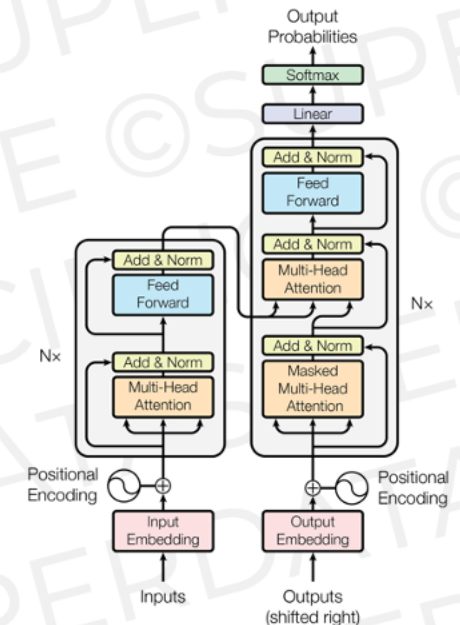 Output
Probabilities
Softmax
Linear
Add & Norm
Feed
Forward
Add & Norm
Multi-Head
Attention
Add & Norm
Masked
Multi-Head
Attention
Nx
Positional
Encoding
Output
Embedding
Outputs
(shifted right)
Add & Norm
Feed
Forward
Add & Norm
Multi-Head
Attention
N×
Positional
Encoding
Input
Embedding
Inputs
©SUPER
SUPERDATA